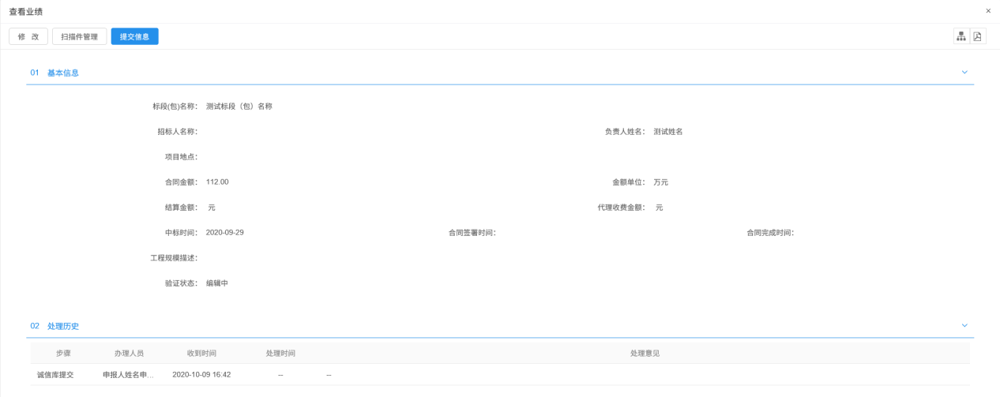 查看业绩 ×
修 改 扫描件管理 提交信息
01 基本信息
标段(包)名称： 测试标段（包）名称
招标人名称： 负责人姓名： 测试姓名
项目地点：
合同金额： 112.00 金额单位： 万元
结算金额： 元 代理收费金额： 元
中标时间： 2020-09-29 合同签署时间： 合同完成时间：
工程规模描述：
验证状态： 编辑中
02 处理历史
步骤 办理人员 收到时间 处理时间 处理意见
诚信库提交 申报人姓名申... 2020-10-09 16:42 -- --